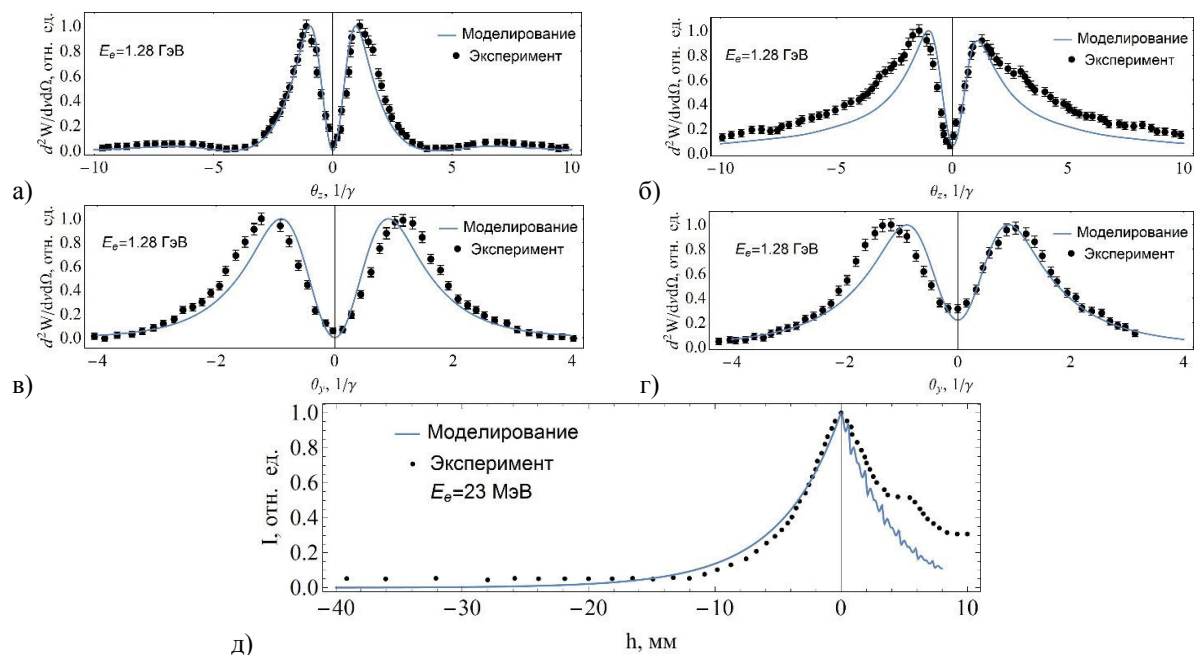 d²W/dνdΩ, отн. ед.
1.0
0.8
0.6
0.4
0.2
0.0
E_e=1.28 ГэВ
Моделирование
Эксперимент
-10 -5 0 5 10
θ_z, 1/γ
а)
d²W/dνdΩ, отн. ед.
1.0
0.8
0.6
0.4
0.2
0.0
E_e=1.28 ГэВ
Моделирование
Эксперимент
-10 -5 0 5 10
θ_z, 1/γ
б)
d²W/dνdΩ, отн. ед.
1.0
0.8
0.6
0.4
0.2
0.0
E_e=1.28 ГэВ
Моделирование
Эксперимент
-4 -2 0 2 4
θ_y, 1/γ
в)
d²W/dνdΩ, отн. ед.
1.0
0.8
0.6
0.4
0.2
0.0
E_e=1.28 ГэВ
Моделирование
Эксперимент
-4 -2 0 2 4
θ_y, 1/γ
г)
I, отн. ед.
1.0
0.8
0.6
0.4
0.2
0.0
Моделирование
Эксперимент
E_e=23 МэВ
-40 -30 -20 -10 0 10
h, мм
д)